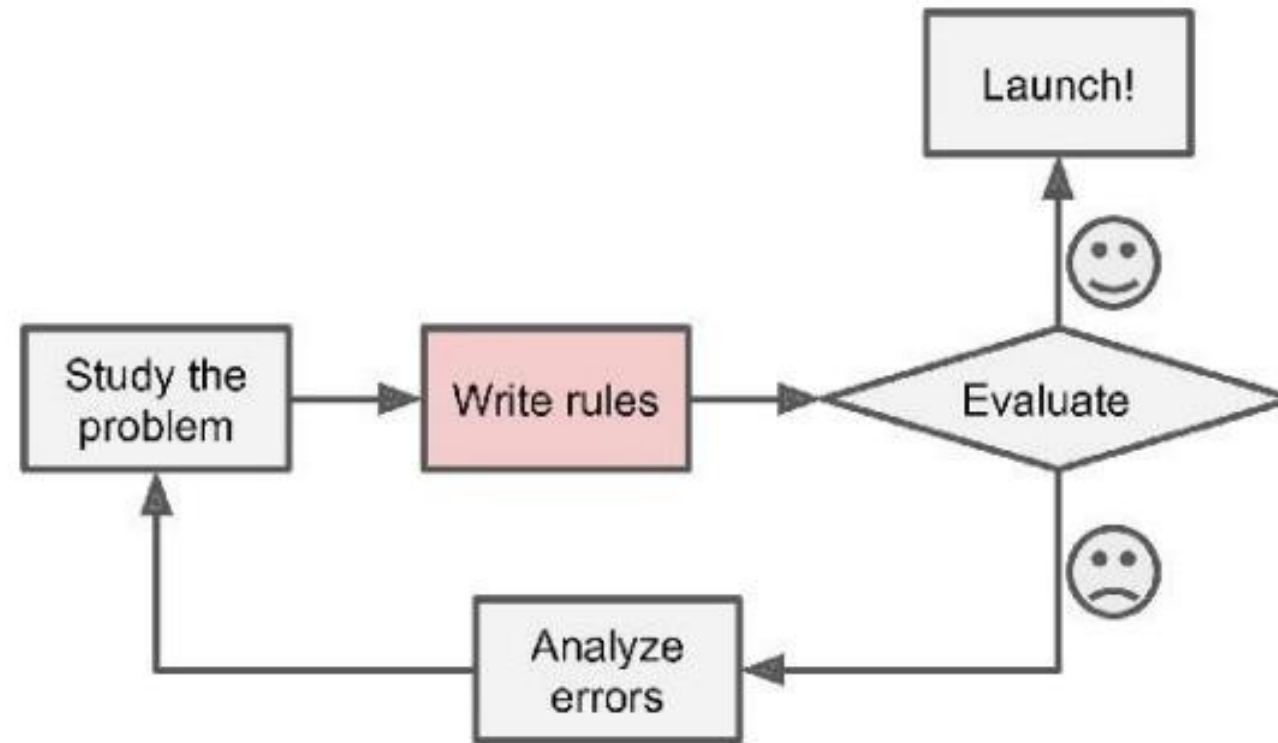 Launch!
Study the
problem
Write rules
Evaluate
Analyze
errors